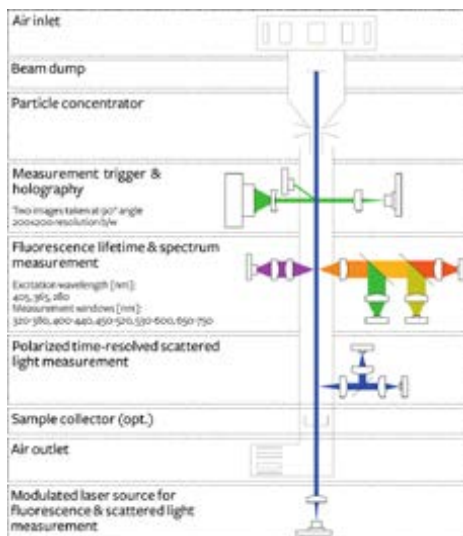 Air inlet
Beam dump
Particle concentrator
Measurement trigger &
holography
Two images taken at 90° angle
200x200 resolution b/w
Fluorescence lifetime & spectrum
measurement
Excitation wavelength [nm]:
405, 365, 280
Measurement windows [nm]:
320-380, 400-440, 450-520, 530-600, 650-750
Polarized time-resolved scattered
light measurement
Sample collector (opt.)
Air outlet
Modulated laser source for
fluorescence & scattered light
measurement